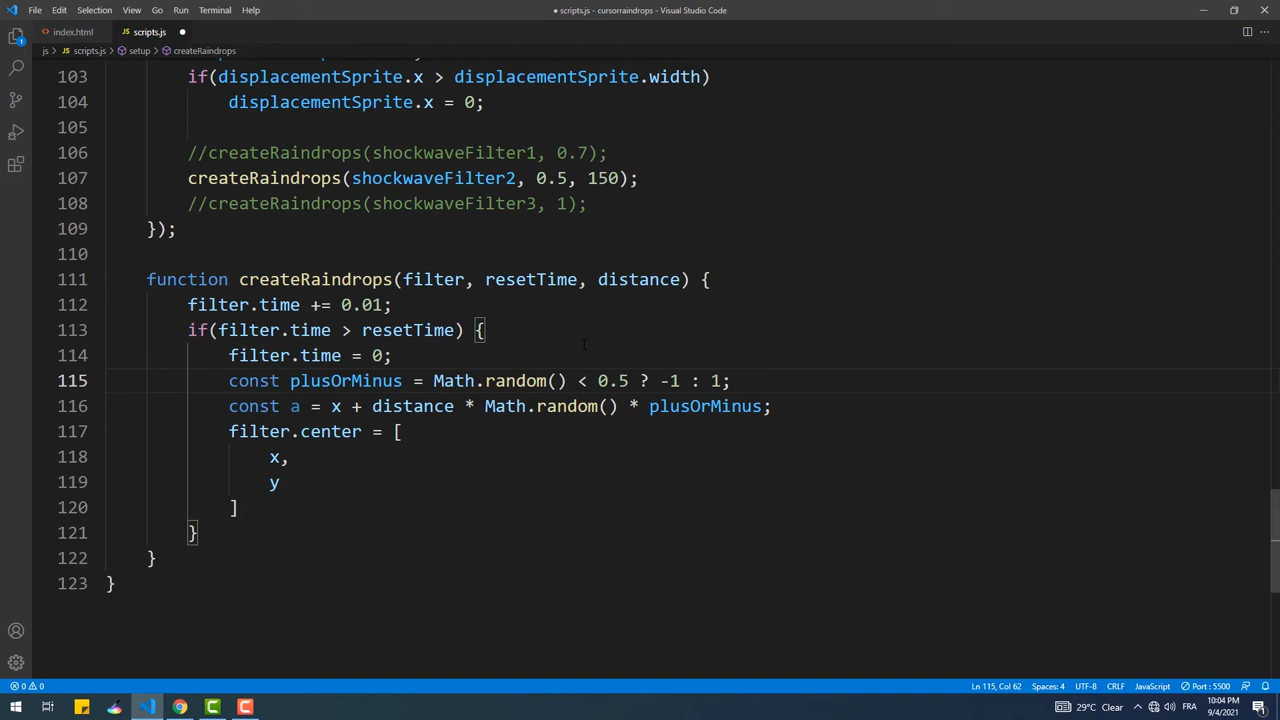 File Edit Selection View Go Run Terminal Help
● scripts.js - cursorraindrops - Visual Studio Code
index.html JS scripts.js ●
js > JS scripts.js > setup > createRaindrops
103 if(displacementSprite.x > displacementSprite.width)
104 displacementSprite.x = 0;
105
106 //createRaindrops(shockwaveFilter1, 0.7);
107 createRaindrops(shockwaveFilter2, 0.5, 150);
108 //createRaindrops(shockwaveFilter3, 1);
109 });
110
111 function createRaindrops(filter, resetTime, distance) {
112 filter.time += 0.01;
113 if(filter.time > resetTime) {
114 filter.time = 0;
115 const plusOrMinus = Math.random() < 0.5 ? -1 : 1;
116 const a = x + distance * Math.random() * plusOrMinus;
117 filter.center = [
118 x,
119 y
120 ]
121 }
122 }
123 }
0 0 Ln 115, Col 62 Spaces: 4 UTF-8 CRLF JavaScript Port : 5500
29°C Clear FRE 10:04 PM
9/4/2021